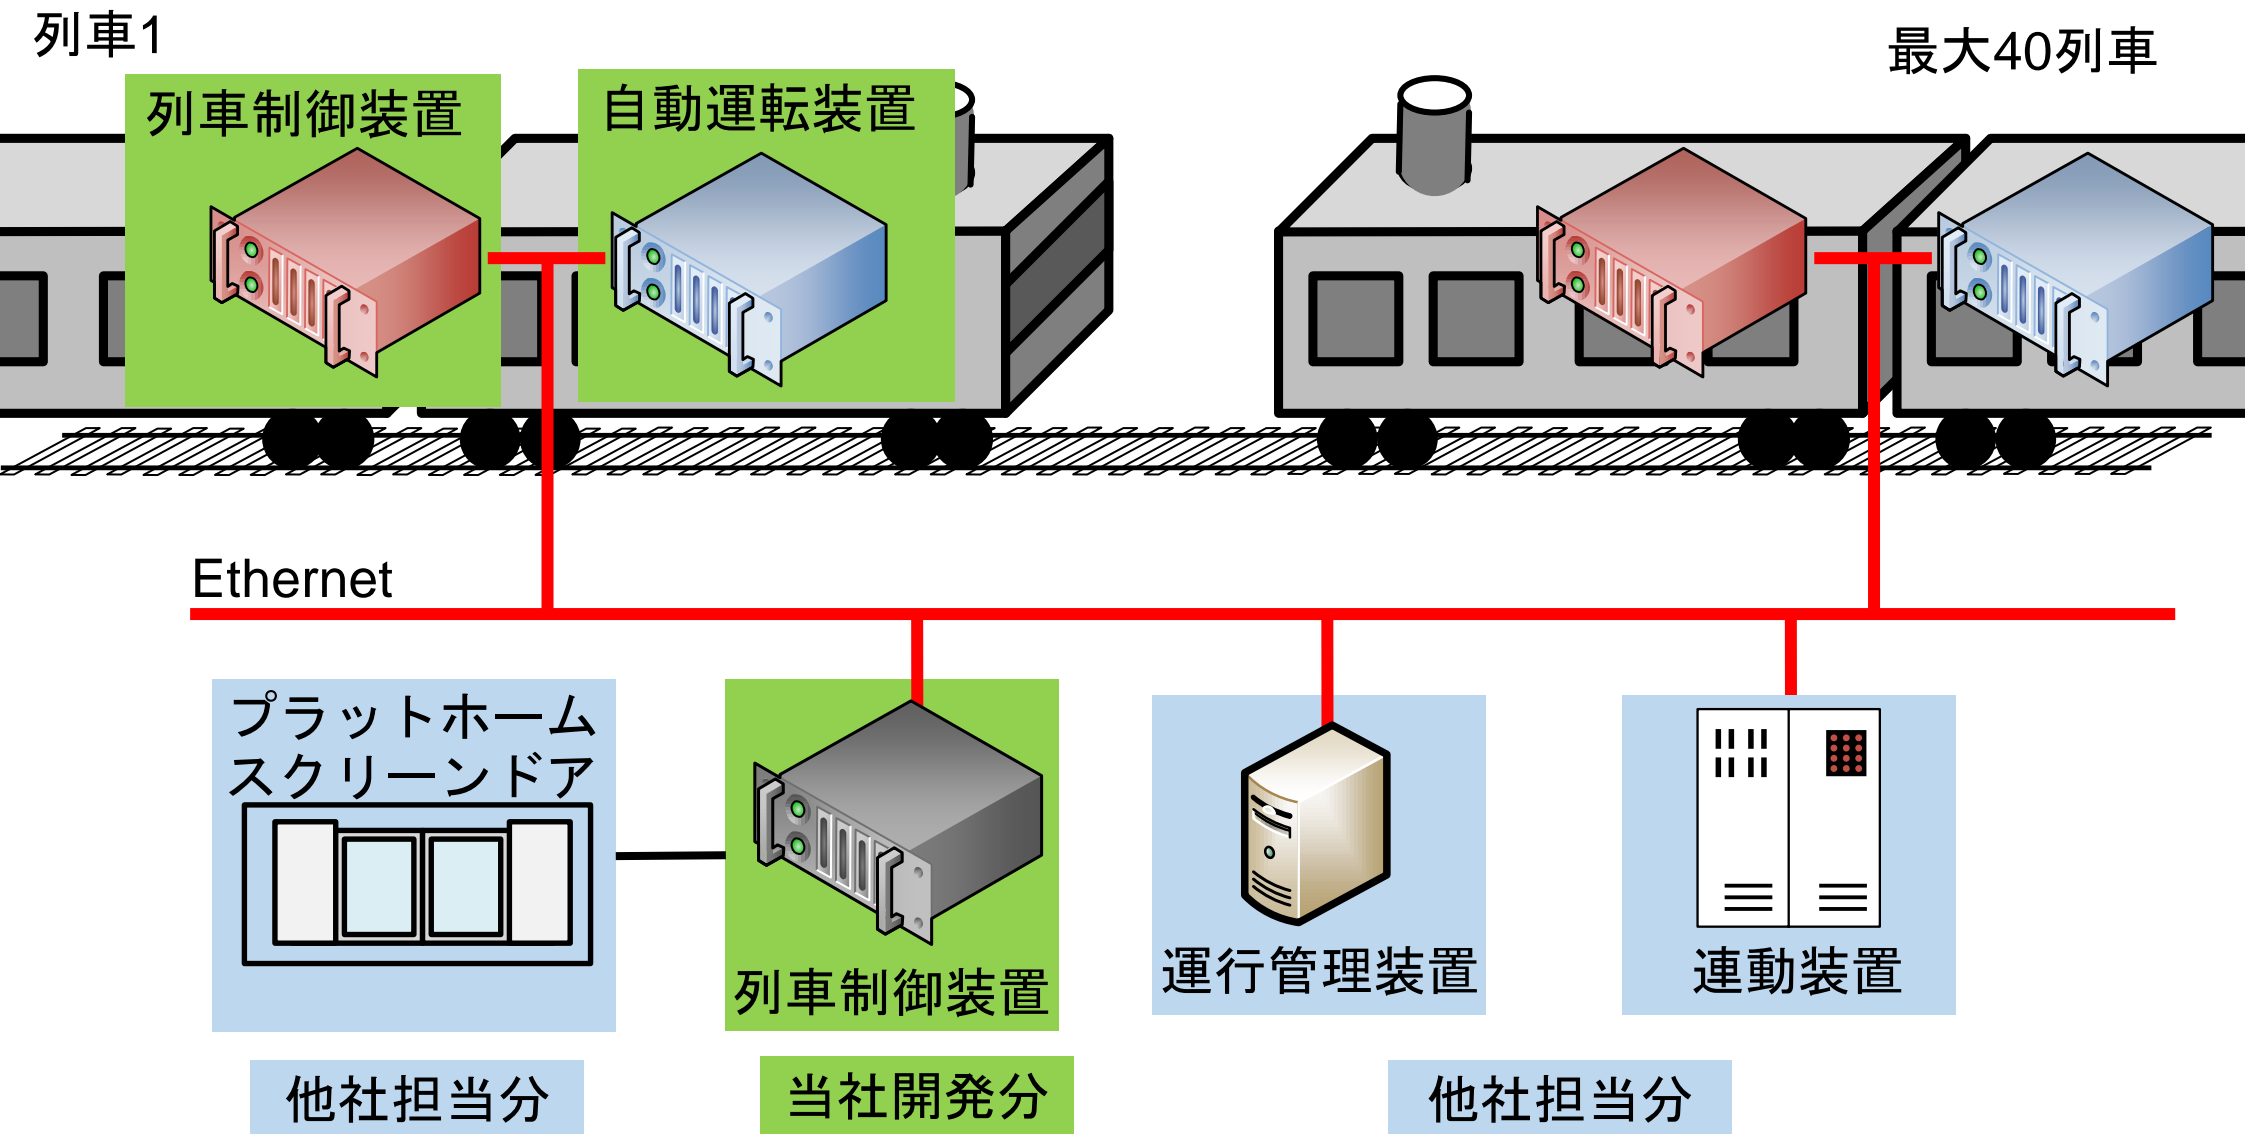 列車1
最大40列車
列車制御装置
自動運転装置
Ethernet
プラットホーム
スクリーンドア
列車制御装置
運行管理装置
連動装置
他社担当分
当社開発分
他社担当分